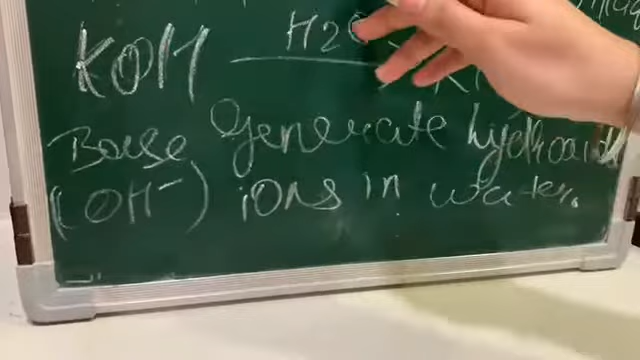 KOH H2O K
Base Generate hydroxide
(OH-) ions in water.